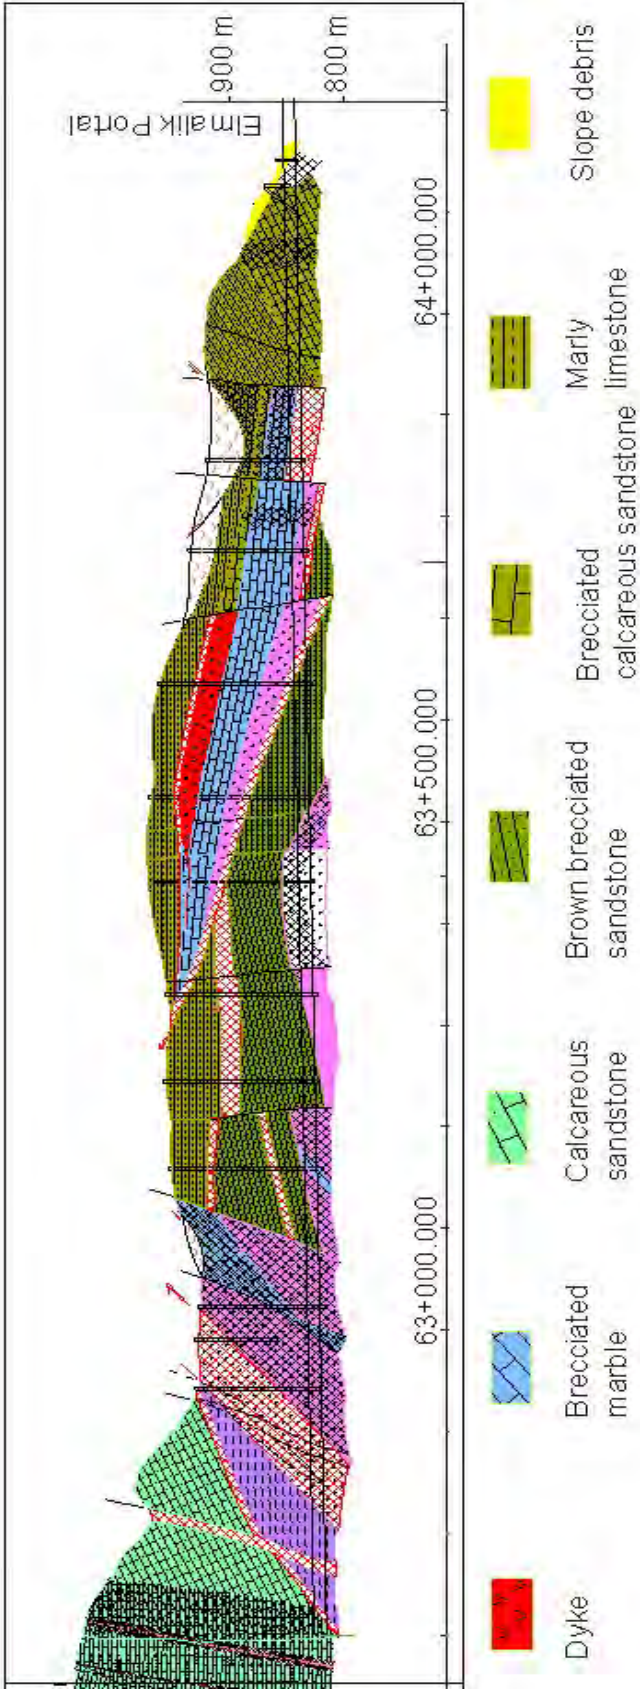 900 m
800 m
Elmalik Portal
63+000.000
63+500.000
64+000.000
Dyke
Brecciated
marble
Calcareous
sandstone
Brown brecciated
sandstone
Brecciated
calcareous sandstone
Marly
limestone
Slope debris